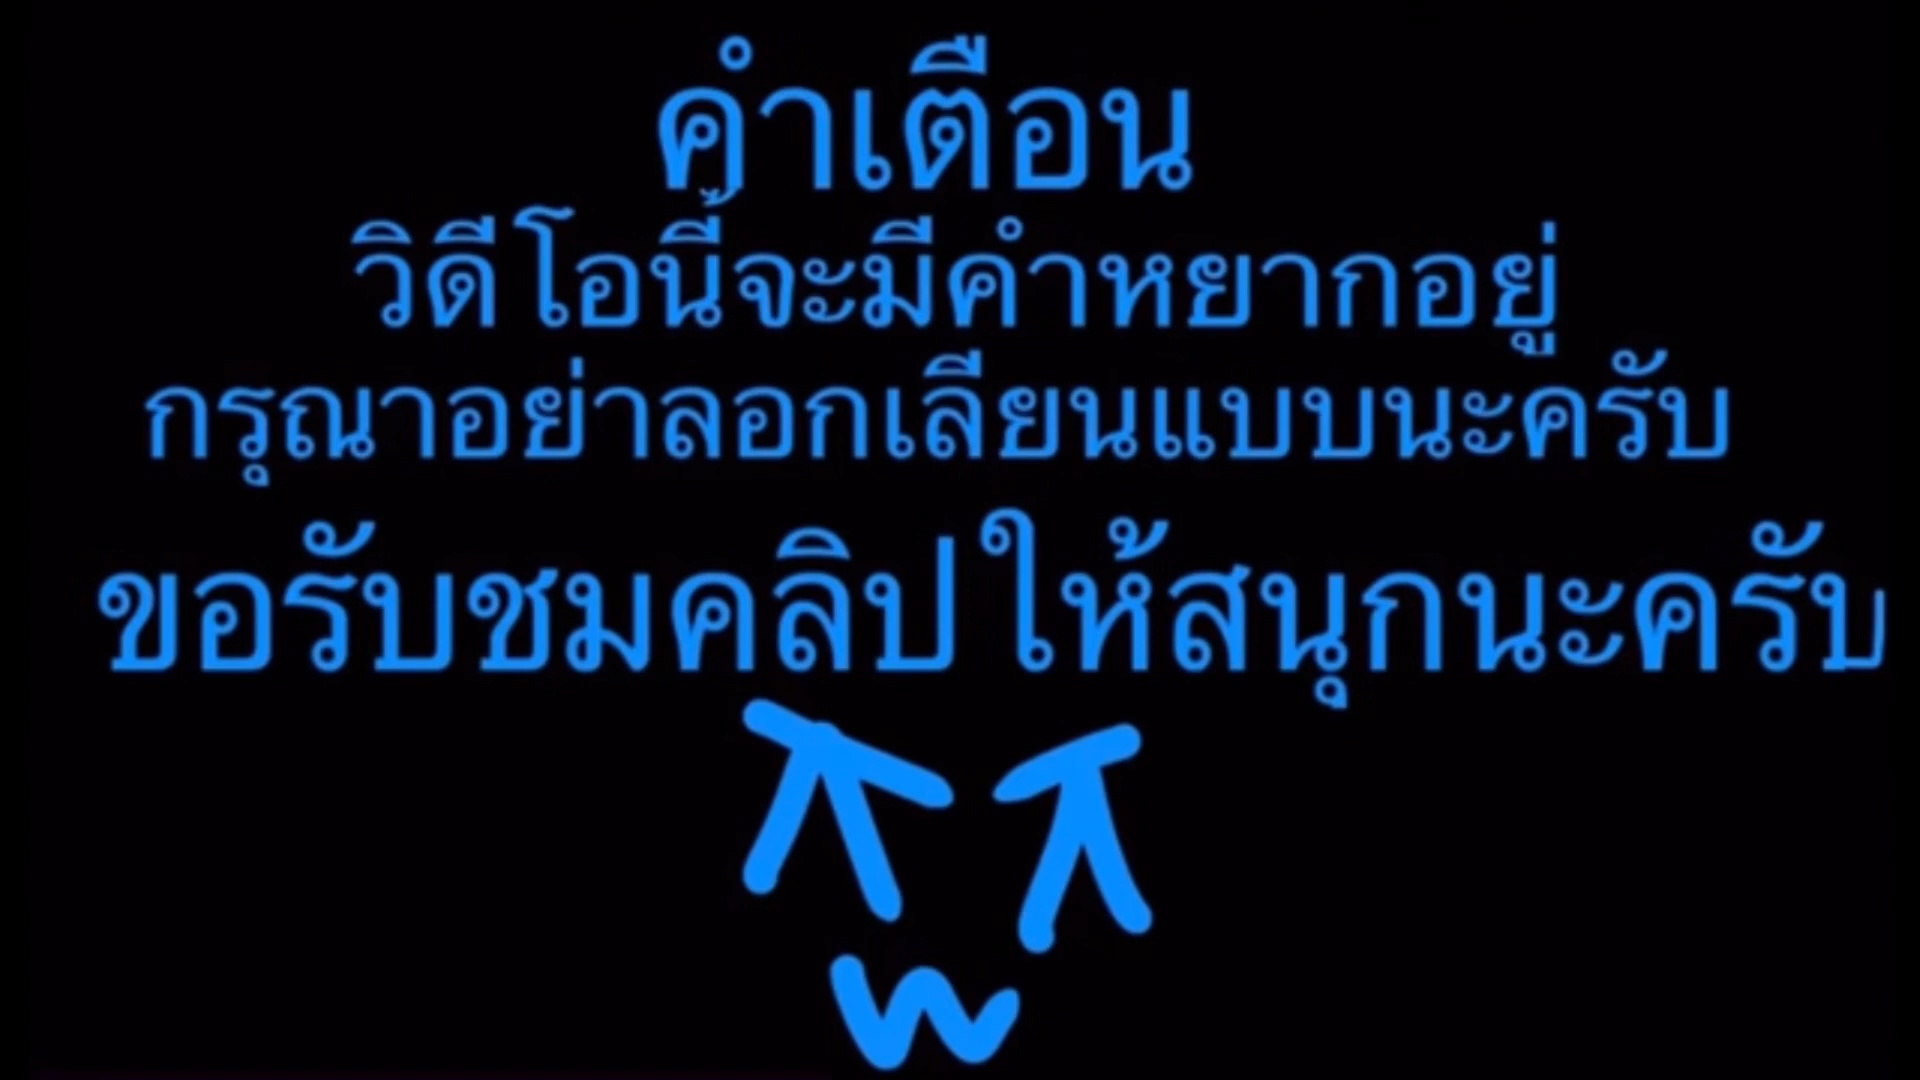 คำเตือน
วิดีโอนี้จะมีคำหยากอยู่
กรุณาอย่าลอกเลียนแบบนะครับ
ขอรับชมคลิปให้สนุกนะครับ
w